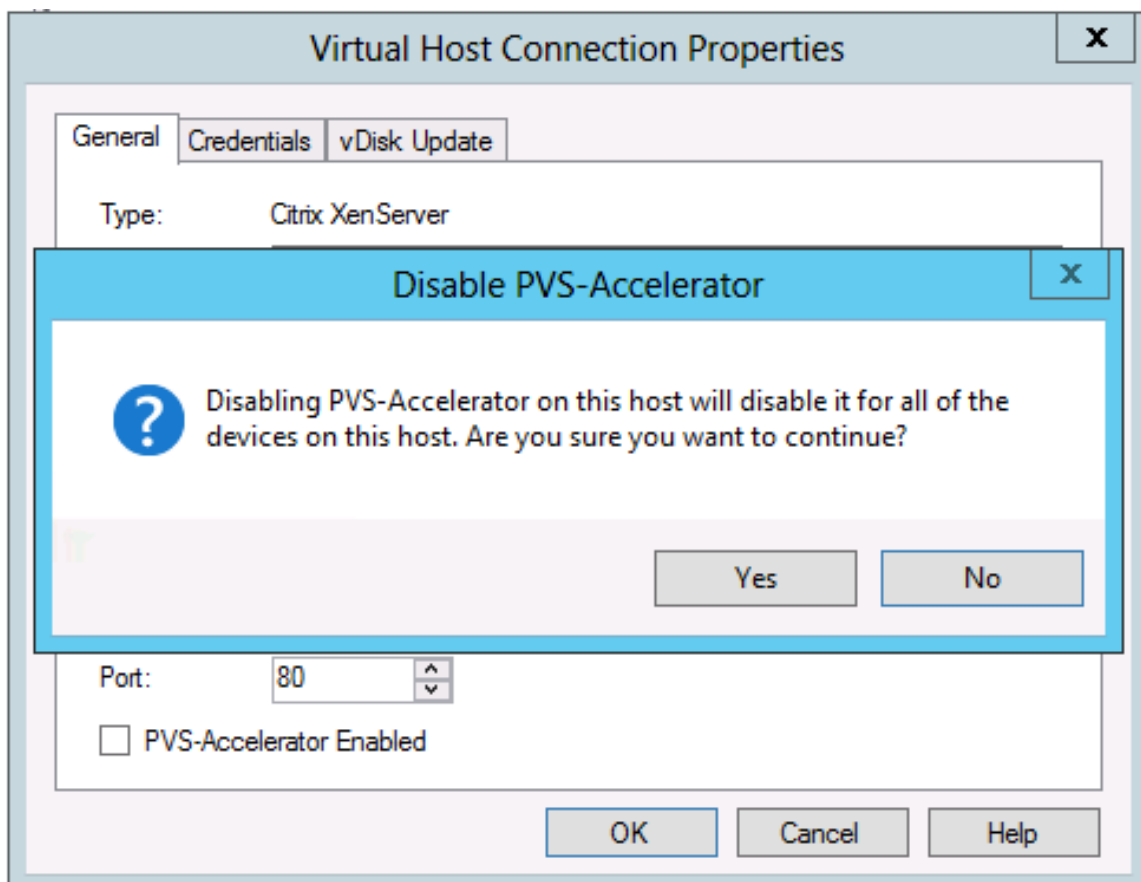 Virtual Host Connection Properties
x
General
Credentials
vDisk Update
Type:
Citrix XenServer
Disable PVS-Accelerator
x
Disabling PVS-Accelerator on this host will disable it for all of the
devices on this host. Are you sure you want to continue?
Yes
No
Port:
80
PVS-Accelerator Enabled
OK
Cancel
Help